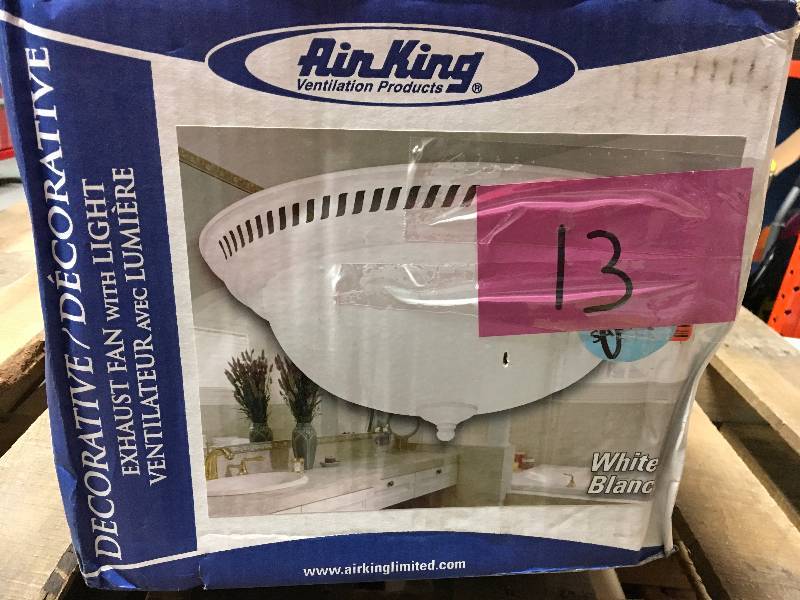 Air King
Ventilation Products®
DECORATIVE / DÉCORATIVE
EXHAUST FAN WITH LIGHT
VENTILATEUR AVEC LUMIÈRE
13
White
Blanc
www.airkinglimited.com